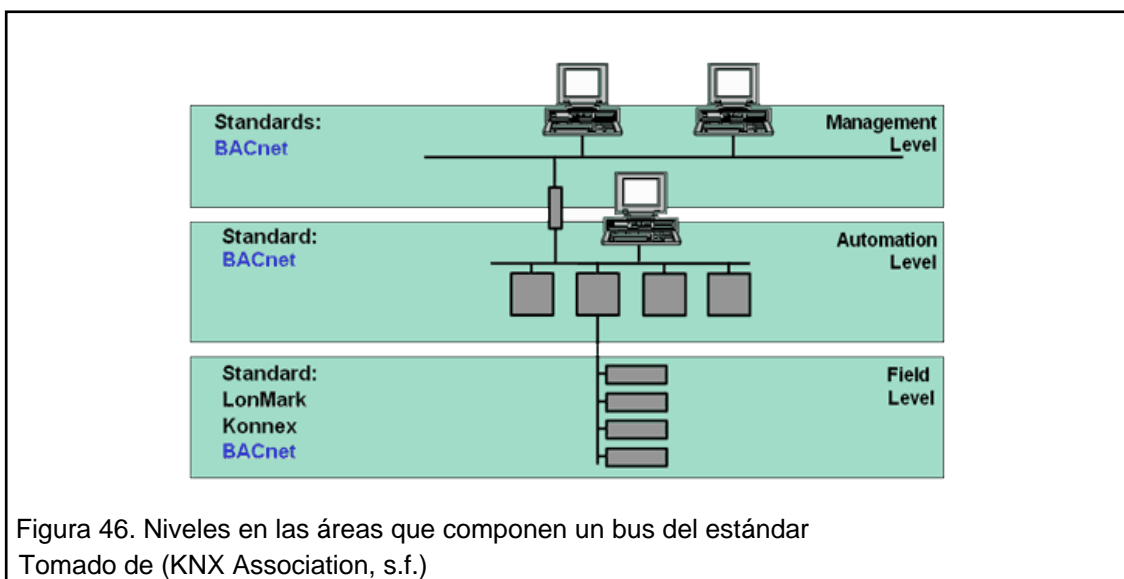 Standards:
BACnet
Management
Level
Standard:
BACnet
Automation
Level
Standard:
LonMark
Konnex
BACnet
Field
Level
Figura 46. Niveles en las áreas que componen un bus del estándar
Tomado de (KNX Association, s.f.)